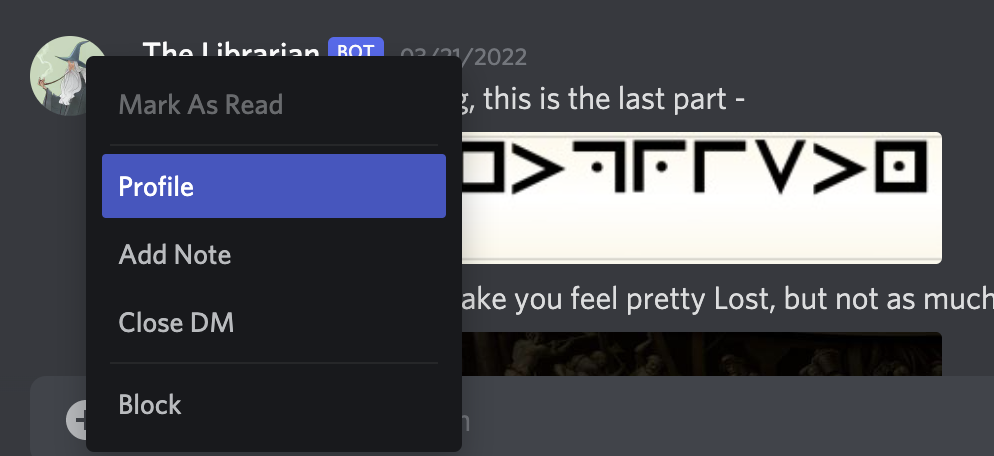 The Librarian BOT 03/21/2022
Mark As Read
g, this is the last part -
Profile
Add Note
ake you feel pretty Lost, but not as much
Close DM
Block